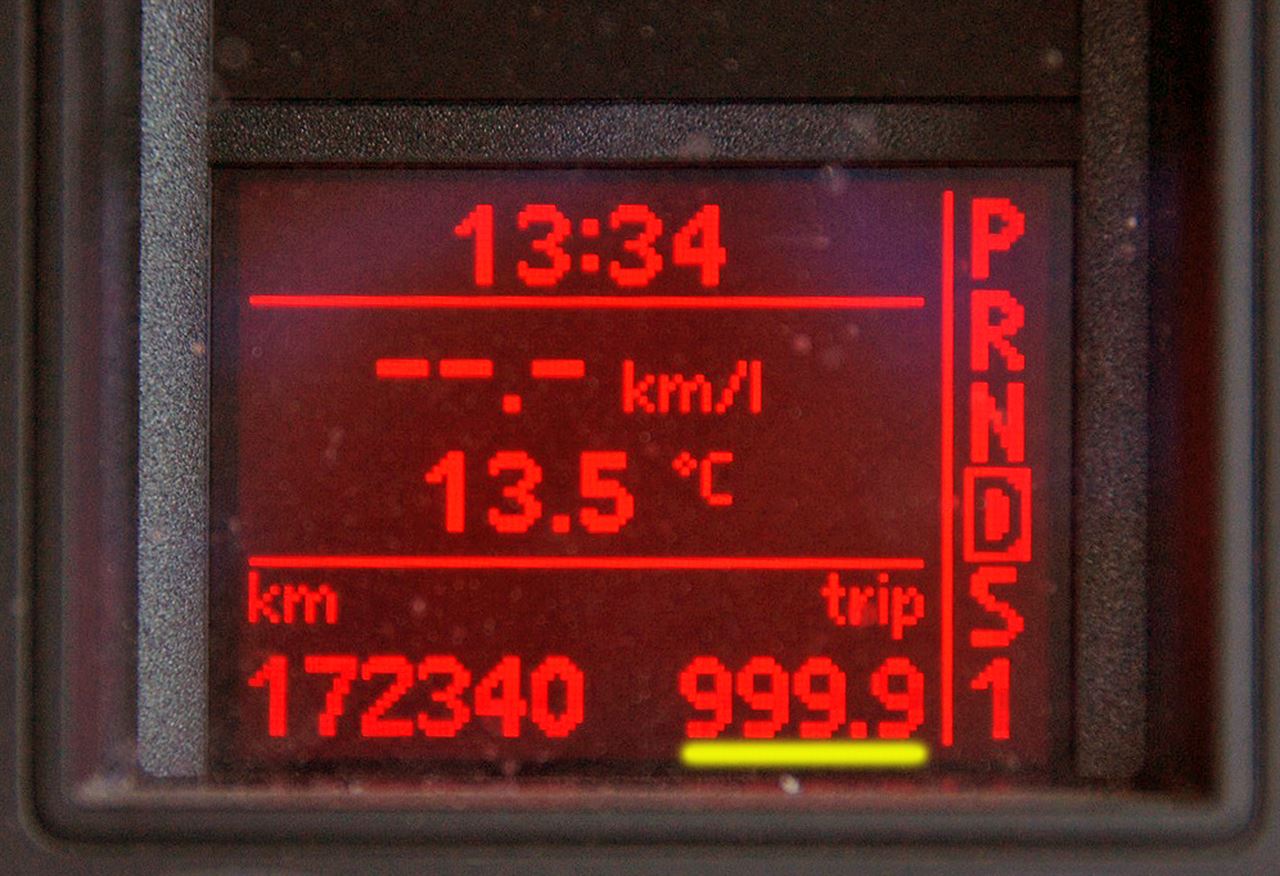 13:34
--.- km/l
13.5 °C
km trip
172340 999.9
P
R
N
D
S
1